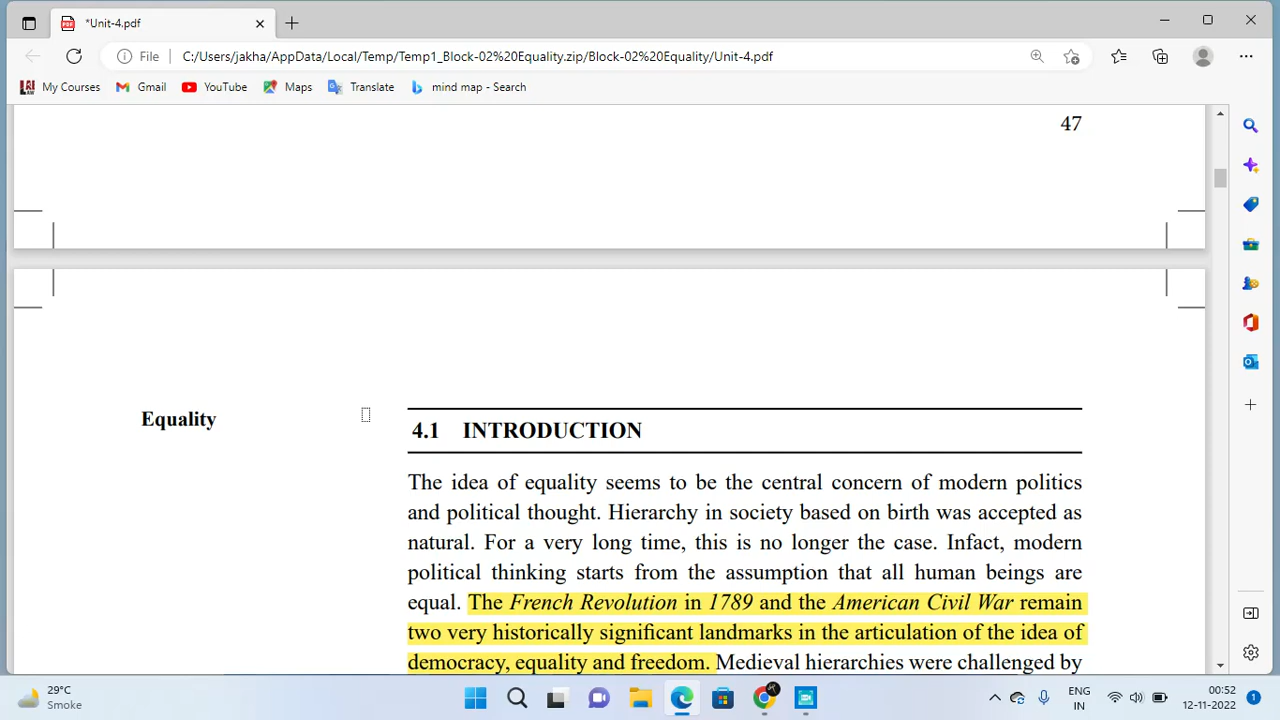 *Unit-4.pdf
File
C:/Users/jakha/AppData/Local/Temp/Temp1_Block-02%20Equality.zip/Block-02%20Equality/Unit-4.pdf
My Courses
Gmail
YouTube
Maps
Translate
mind map - Search
47
Equality
4.1 INTRODUCTION
The idea of equality seems to be the central concern of modern politics
and political thought. Hierarchy in society based on birth was accepted as
natural. For a very long time, this is no longer the case. Infact, modern
political thinking starts from the assumption that all human beings are
equal. The French Revolution in 1789 and the American Civil War remain
two very historically significant landmarks in the articulation of the idea of
democracy, equality and freedom. Medieval hierarchies were challenged by
29°C
Smoke
ENG
IN
00:52
12-11-2022
1